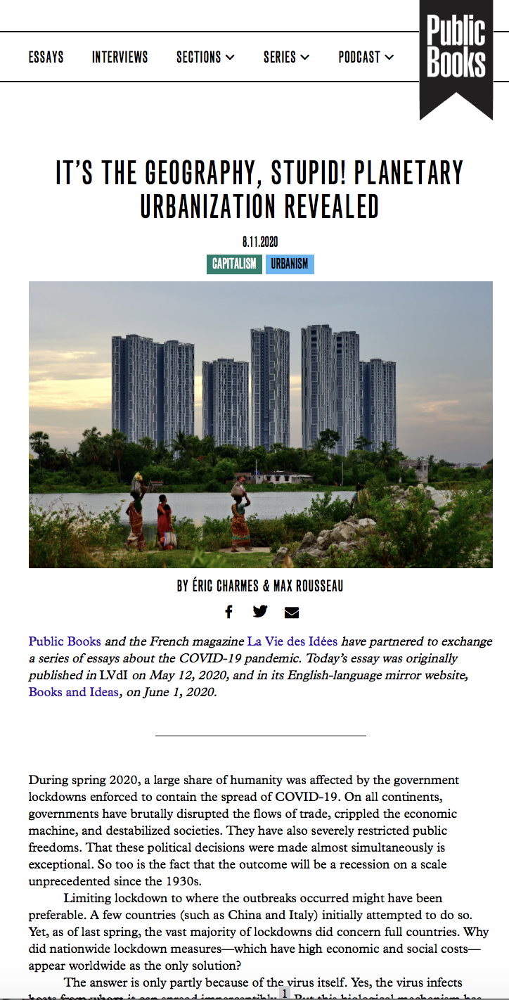 Public
Books
ESSAYS INTERVIEWS SECTIONS SERIES PODCAST
IT’S THE GEOGRAPHY, STUPID! PLANETARY
URBANIZATION REVEALED
8.11.2020
CAPITALISM URBANISM
BY ÉRIC CHARMES & MAX ROUSSEAU
Public Books and the French magazine La Vie des Idées have partnered to exchange
a series of essays about the COVID-19 pandemic. Today’s essay was originally
published in LVdI on May 12, 2020, and in its English-language mirror website,
Books and Ideas, on June 1, 2020.
During spring 2020, a large share of humanity was affected by the government
lockdowns enforced to contain the spread of COVID-19. On all continents,
governments have brutally disrupted the flows of trade, crippled the economic
machine, and destabilized societies. They have also severely restricted public
freedoms. That these political decisions were made almost simultaneously is
exceptional. So too is the fact that the outcome will be a recession on a scale
unprecedented since the 1930s.
Limiting lockdown to where the outbreaks occurred might have been
preferable. A few countries (such as China and Italy) initially attempted to do so.
Yet, as of last spring, the vast majority of lockdowns did concern full countries. Why
did nationwide lockdown measures—which have high economic and social costs—
appear worldwide as the only solution?
The answer is only partly because of the virus itself. Yes, the virus infects
hosts from whom it can spread imperceptibly.1 But this biological mechanism has